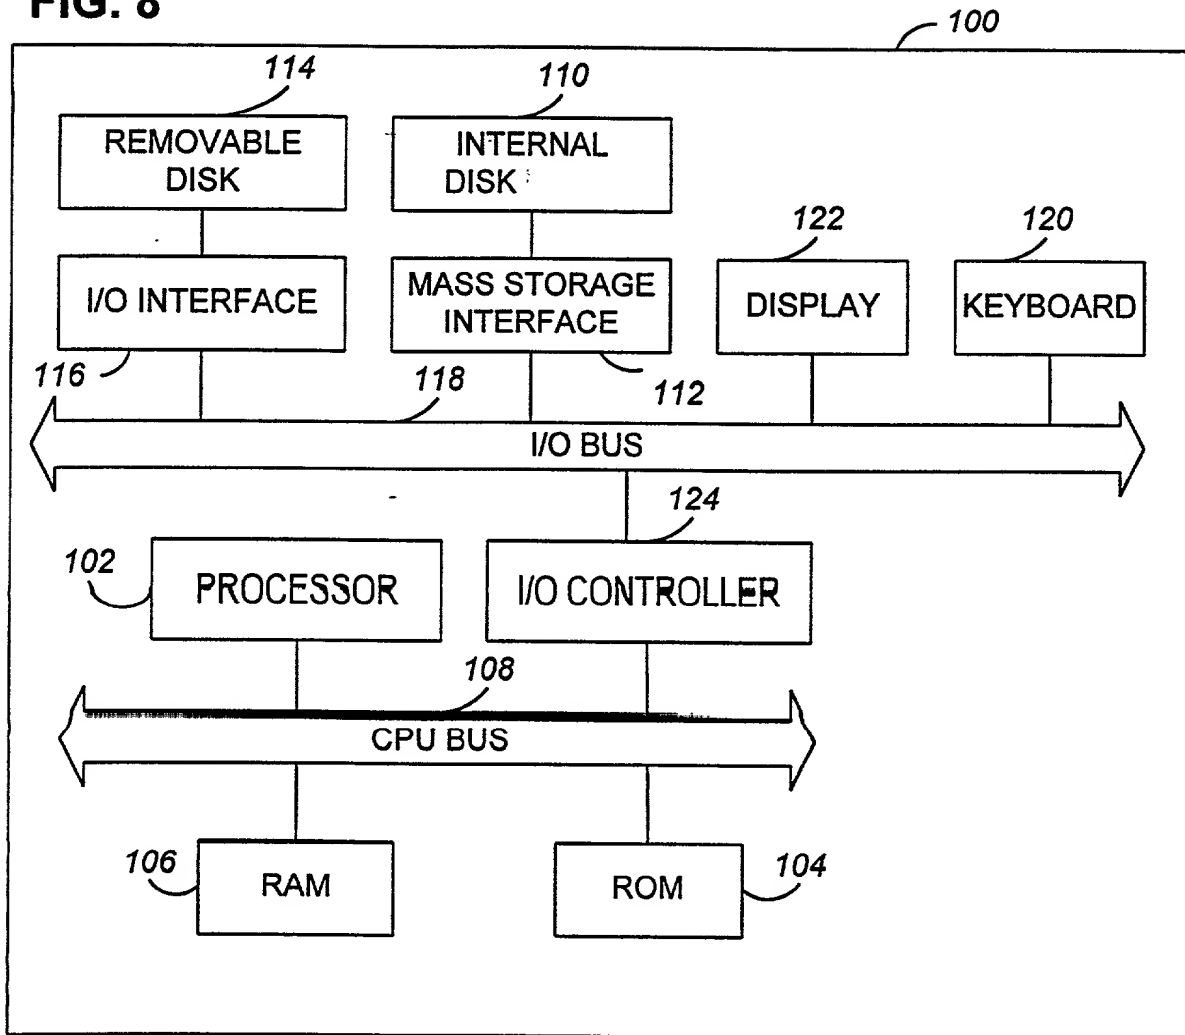 FIG. 8
100
114
110
REMOVABLE
DISK
INTERNAL
DISK
122
120
I/O INTERFACE
MASS STORAGE
INTERFACE
DISPLAY
KEYBOARD
116
118
112
I/O BUS
124
102
PROCESSOR
I/O CONTROLLER
108
CPU BUS
106
RAM
ROM
104